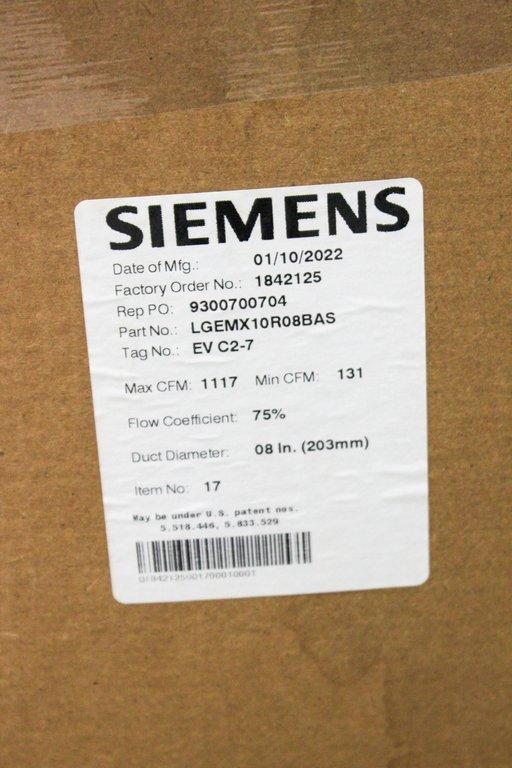 SIEMENS
Date of Mfg.: 01/10/2022
Factory Order No.: 1842125
Rep PO: 9300700704
Part No.: LGEMX10R08BAS
Tag No.: EV C2-7
Max CFM: 1117 Min CFM: 131
Flow Coefficient: 75%
Duct Diameter: 08 In. (203mm)
Item No: 17
May be under U.S. patent nos.
5,518,446, 5,833,529